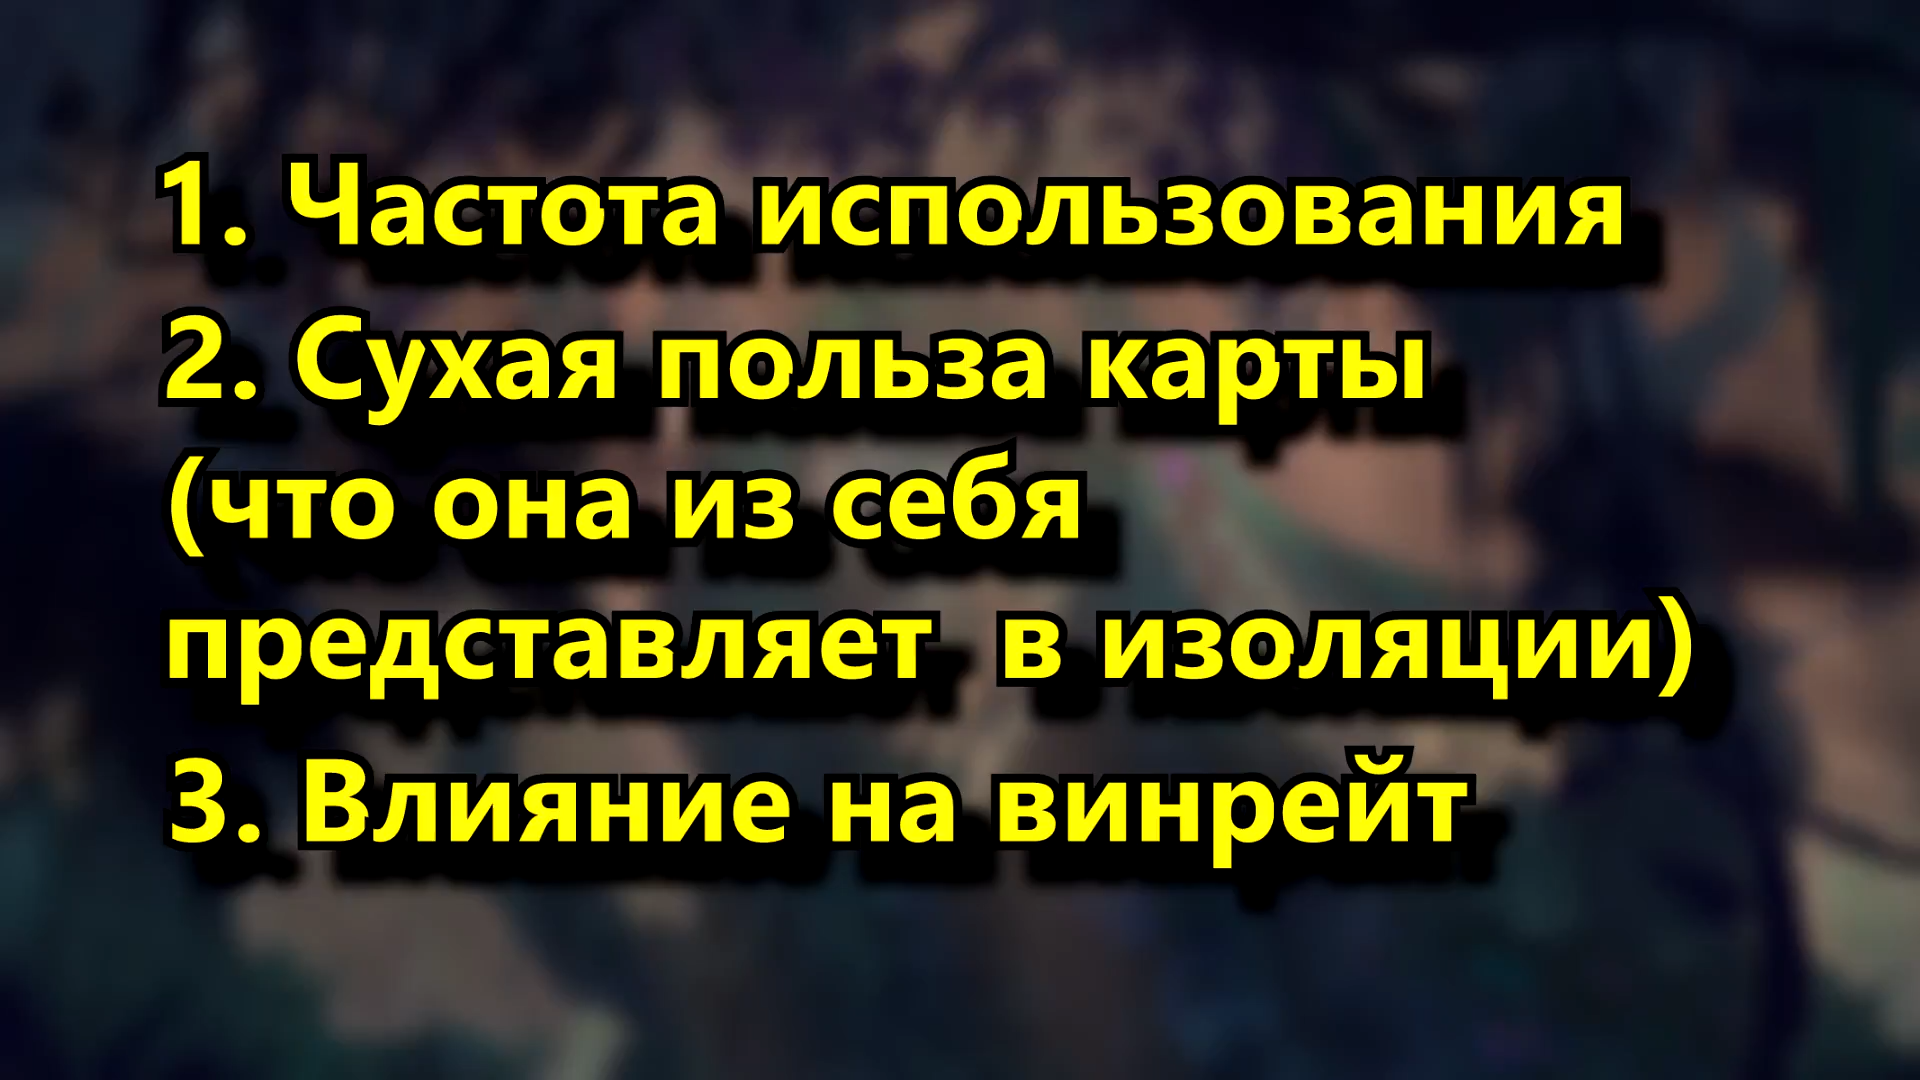 1. Частота использования
2. Сухая польза карты
(что она из себя
представляет в изоляции)
3. Влияние на винрейт